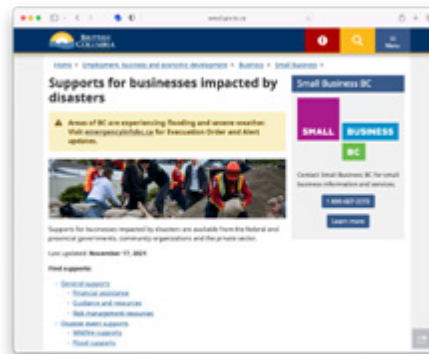 BRITISH
COLUMBIA
Menu
Home
Employment, business and economic development
Business
Small Business
Supports for businesses impacted by
disasters
Areas of BC are experiencing flooding and severe weather.
Visit emergencyinfobc.ca for Evacuation Order and Alert
updates.
Supports for businesses impacted by disasters are available from the federal and
provincial governments, community organizations and the private sector.
Last updated: November 17, 2021
Find supports:
General supports
Financial assistance
Guidance and resources
Risk management resources
Disaster event supports
Wildfire supports
Flood supports
Small Business BC
SMALL
BUSINESS
BC
Contact Small Business BC for small
business information and services.
Learn more